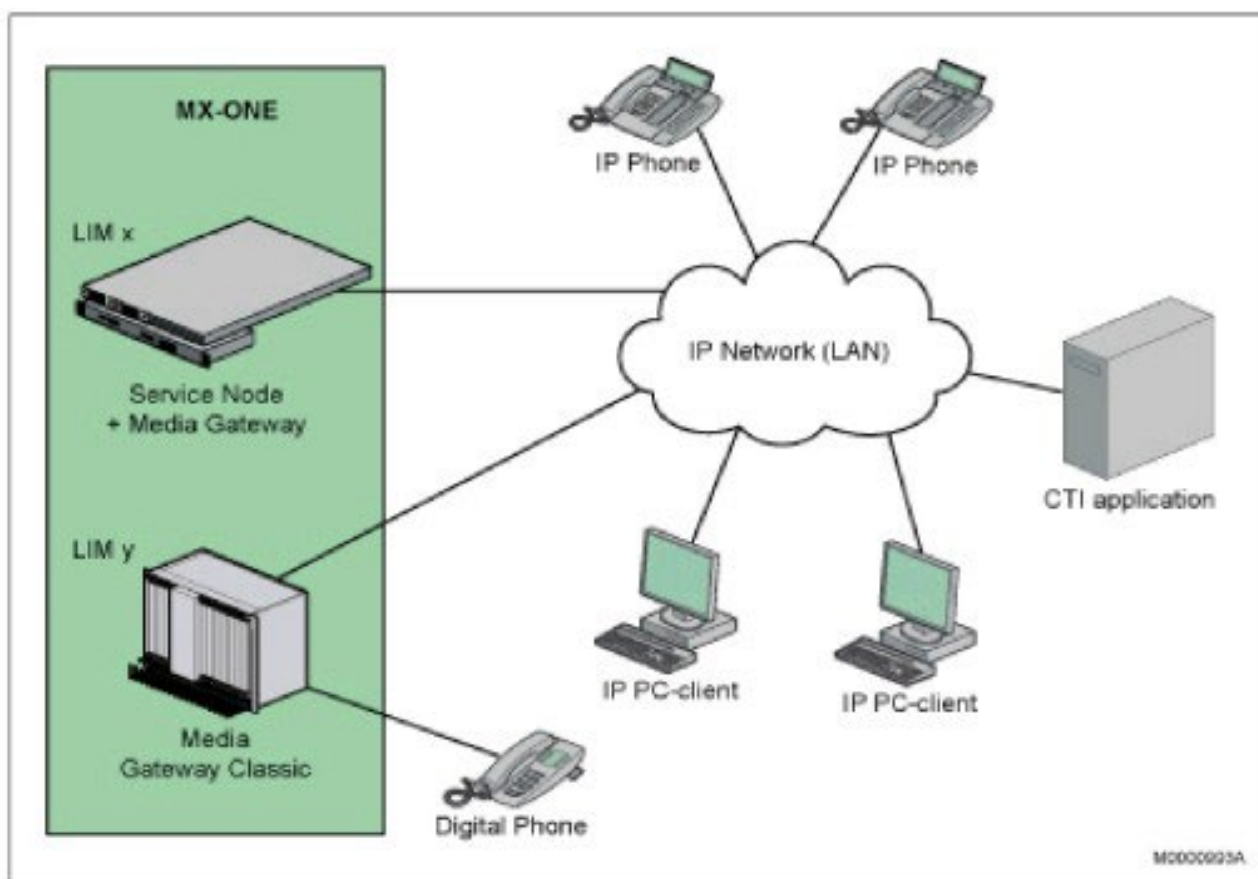 MX-ONE
LIM x
Service Node
+ Media Gateway
LIM y
Media
Gateway Classic
IP Phone
IP Phone
IP Network (LAN)
CTI application
IP PC-client
IP PC-client
Digital Phone
M0000993A